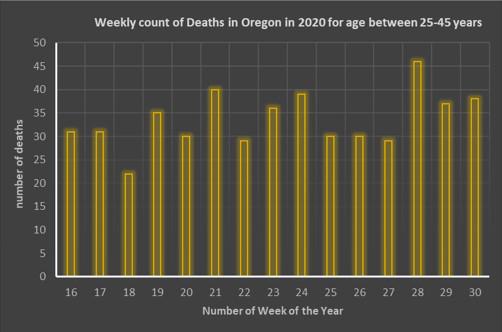 Weekly count of Deaths in Oregon in 2020 for age between 25-45 years
50
45
40
35
30
25
20
15
10
5
0
number of deaths
16 17 18 19 20 21 22 23 24 25 26 27 28 29 30
Number of Week of the Year